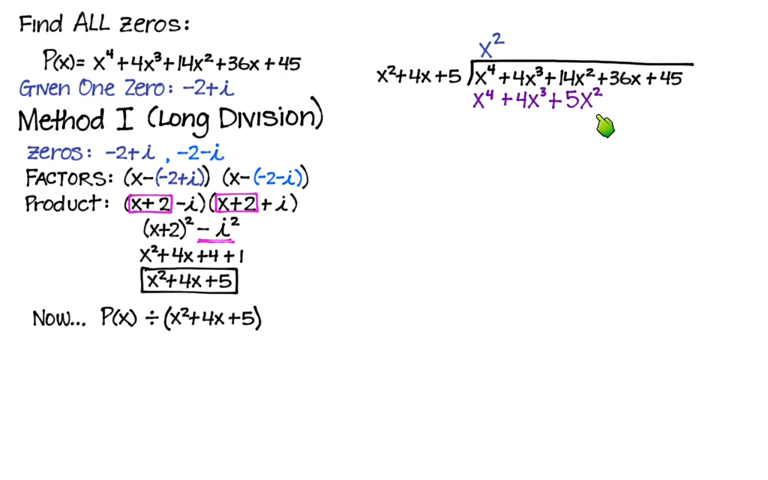 Find ALL zeros:
P(x) = x⁴ + 4x³ + 14x² + 36x + 45
Given One Zero: -2+i
Method I (Long Division)
zeros: -2+i , -2-i
FACTORS: (x-(-2+i)) (x-(-2-i))
Product: (x+2-i)(x+2+i)
(x+2)² - i²
x²+4x+4+1
x²+4x+5
Now... P(x) ÷ (x²+4x+5)
x²
x²+4x+5 ) x⁴+4x³+14x²+36x+45
x⁴+4x³+5x²